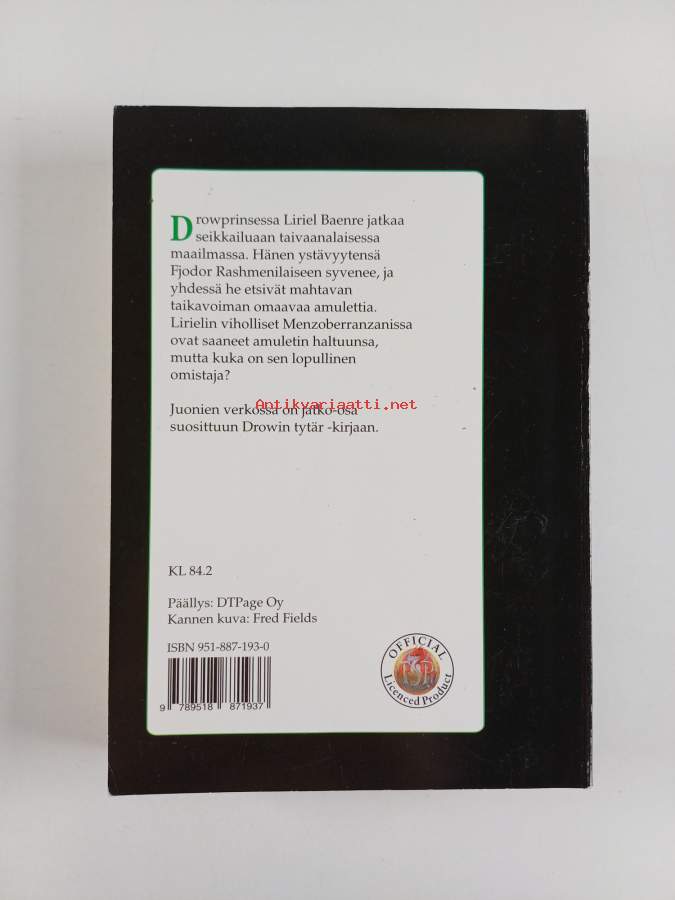 Drowprinsessa Liriel Baenre jatkaa
seikkailuaan taivaanalaisessa
maailmassa. Hänen ystävyytensä
Fjodor Rashmenilaiseen syvenee, ja
yhdessä he etsivät mahtavan
taikavoiman omaavaa amulettia.
Lirielin viholliset Menzoberranzanissa
ovat saaneet amuletin haltuunsa,
mutta kuka on sen lopullinen
omistaja?
Antikvariaatti.net
Juonien verkossa on jatko-osa
suosittuun Drowin tytär -kirjaan.
KL 84.2
Päällys: DTPage Oy
Kannen kuva: Fred Fields
ISBN 951-887-193-0
9 789518 871937
OFFICIAL
TSR
Licenced Product